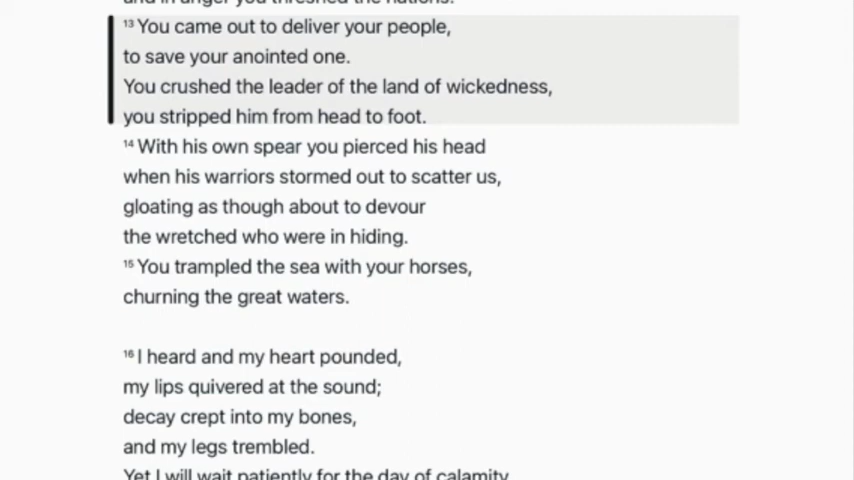 and in anger you threshed the nations.
13 You came out to deliver your people,
to save your anointed one.
You crushed the leader of the land of wickedness,
you stripped him from head to foot.
14 With his own spear you pierced his head
when his warriors stormed out to scatter us,
gloating as though about to devour
the wretched who were in hiding.
15 You trampled the sea with your horses,
churning the great waters.
16 I heard and my heart pounded,
my lips quivered at the sound;
decay crept into my bones,
and my legs trembled.
Yet I will wait patiently for the day of calamity